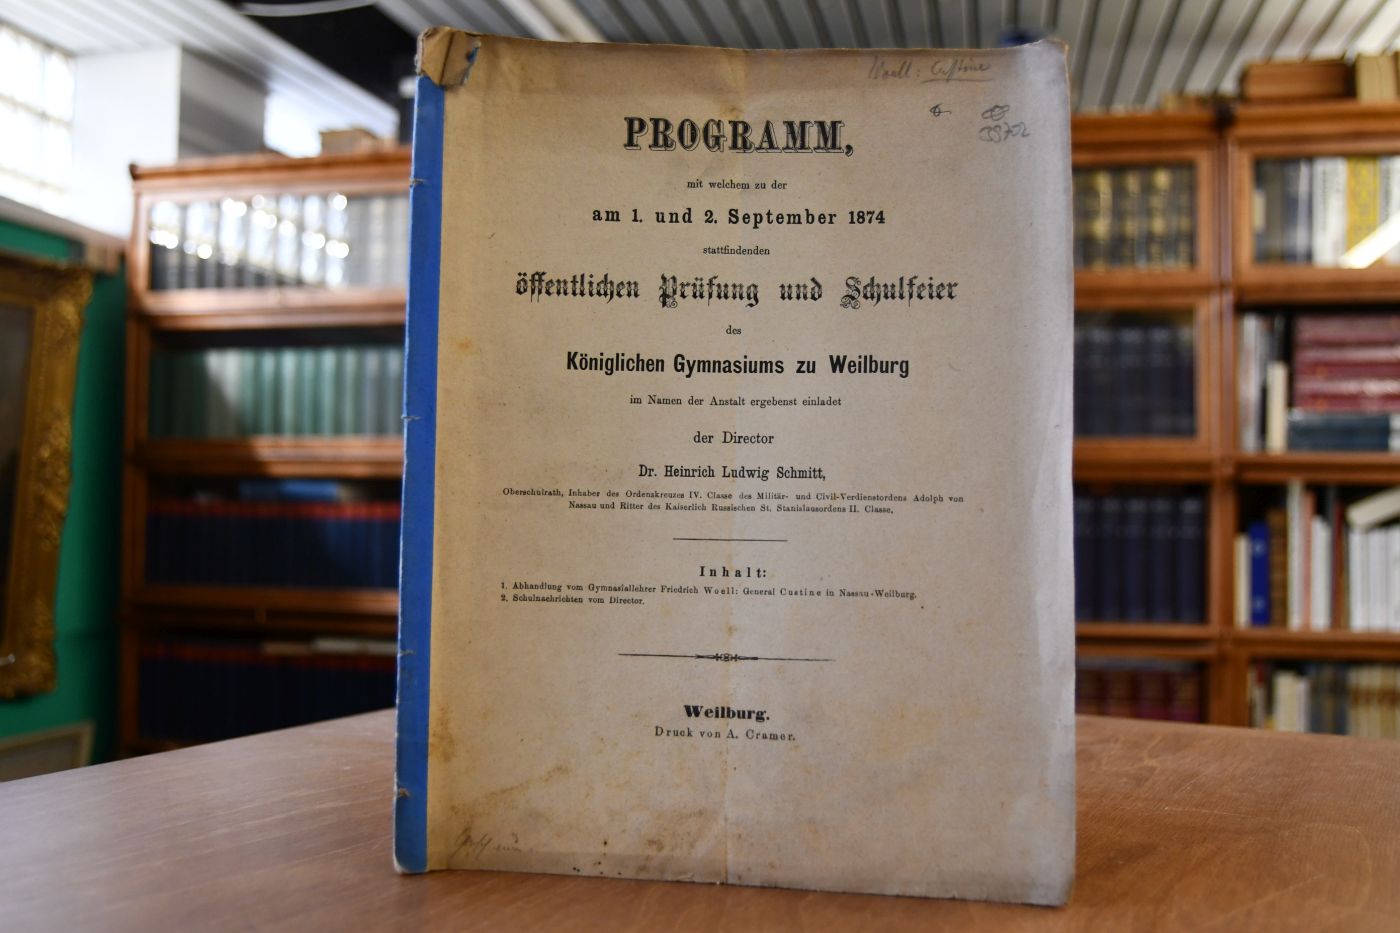 Woell: Custine
39702
PROGRAMM,
mit welchem zu der
am 1. und 2. September 1874
stattfindenden
öffentlichen Prüfung und Schulfeier
des
Königlichen Gymnasiums zu Weilburg
im Namen der Anstalt ergebenst einladet
der Director
Dr. Heinrich Ludwig Schmitt,
Oberschulrath, Inhaber des Ordenskreuzes IV. Classe des Militär- und Civil-Verdienstordens Adolph von
Nassau und Ritter des Kaiserlich Russischen St. Stanislausordens II. Classe.
Inhalt:
1. Abhandlung vom Gymnasiallehrer Friedrich Woell: General Custine in Nassau-Weilburg.
2. Schulnachrichten vom Director.
Weilburg.
Druck von A. Cramer.